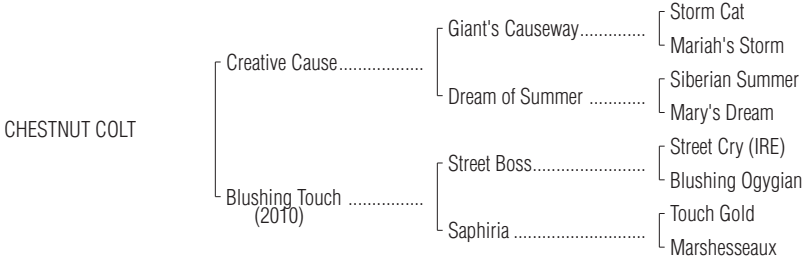 Storm Cat
Giant's Causeway..............
Mariah's Storm
Creative Cause..................
Siberian Summer
Dream of Summer ............
Mary's Dream
CHESTNUT COLT
Street Cry (IRE)
Street Boss........................
Blushing Ogygian
Blushing Touch ................
(2010)
Touch Gold
Saphiria ............................
Marshesseaux